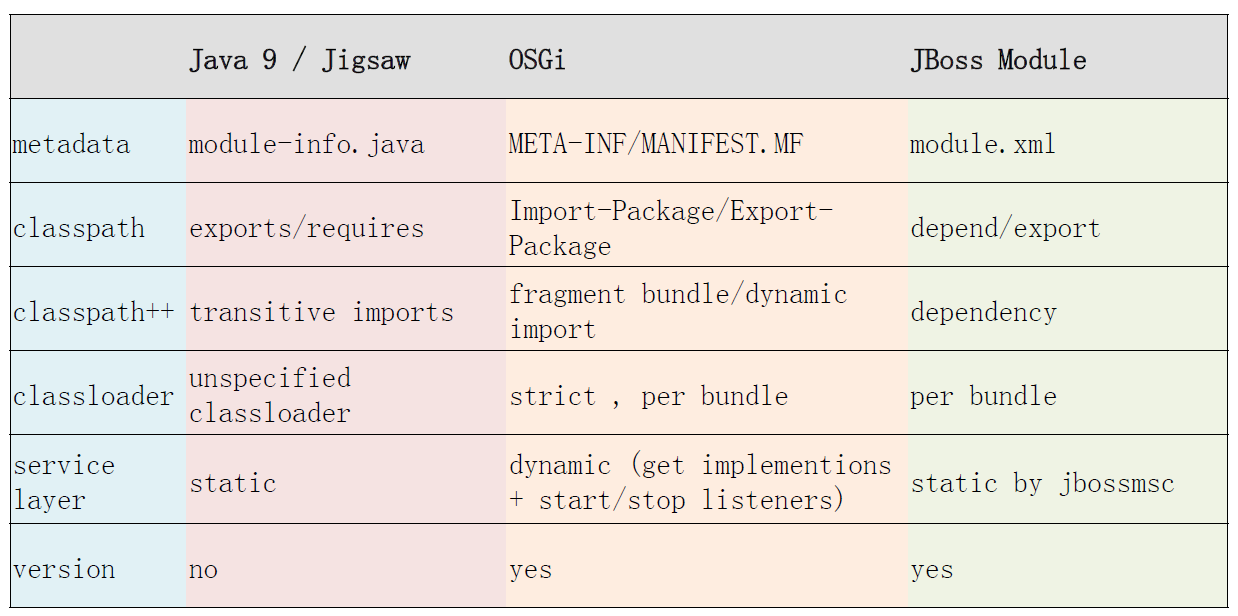 Java 9 / Jigsaw OSGi JBoss Module
metadata module-info.java META-INF/MANIFEST.MF module.xml
classpath exports/requires Import-Package/Export-
Package depend/export
classpath++ transitive imports fragment bundle/dynamic
import dependency
classloader unspecified
classloader strict , per bundle per bundle
service
layer static dynamic (get implementions
+ start/stop listeners) static by jbossmsc
version no yes yes